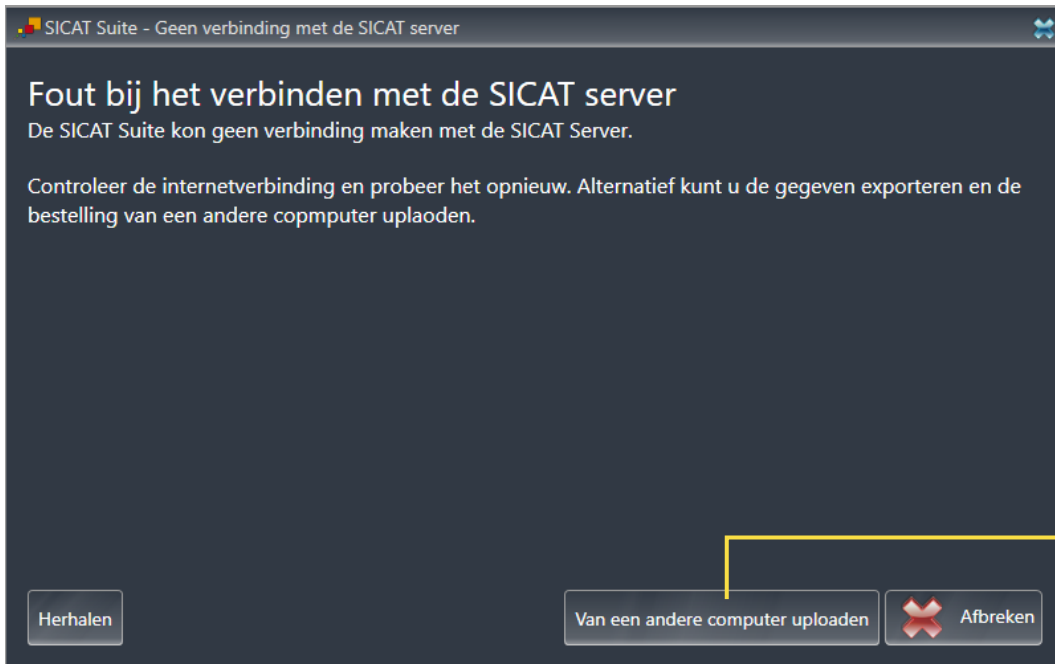 SICAT Suite - Geen verbinding met de SICAT server
Fout bij het verbinden met de SICAT server
De SICAT Suite kon geen verbinding maken met de SICAT Server.
Controleer de internetverbinding en probeer het opnieuw. Alternatief kunt u de gegeven exporteren en de
bestelling van een andere copmputer uplaoden.
Herhalen
Van een andere computer uploaden
Afbreken